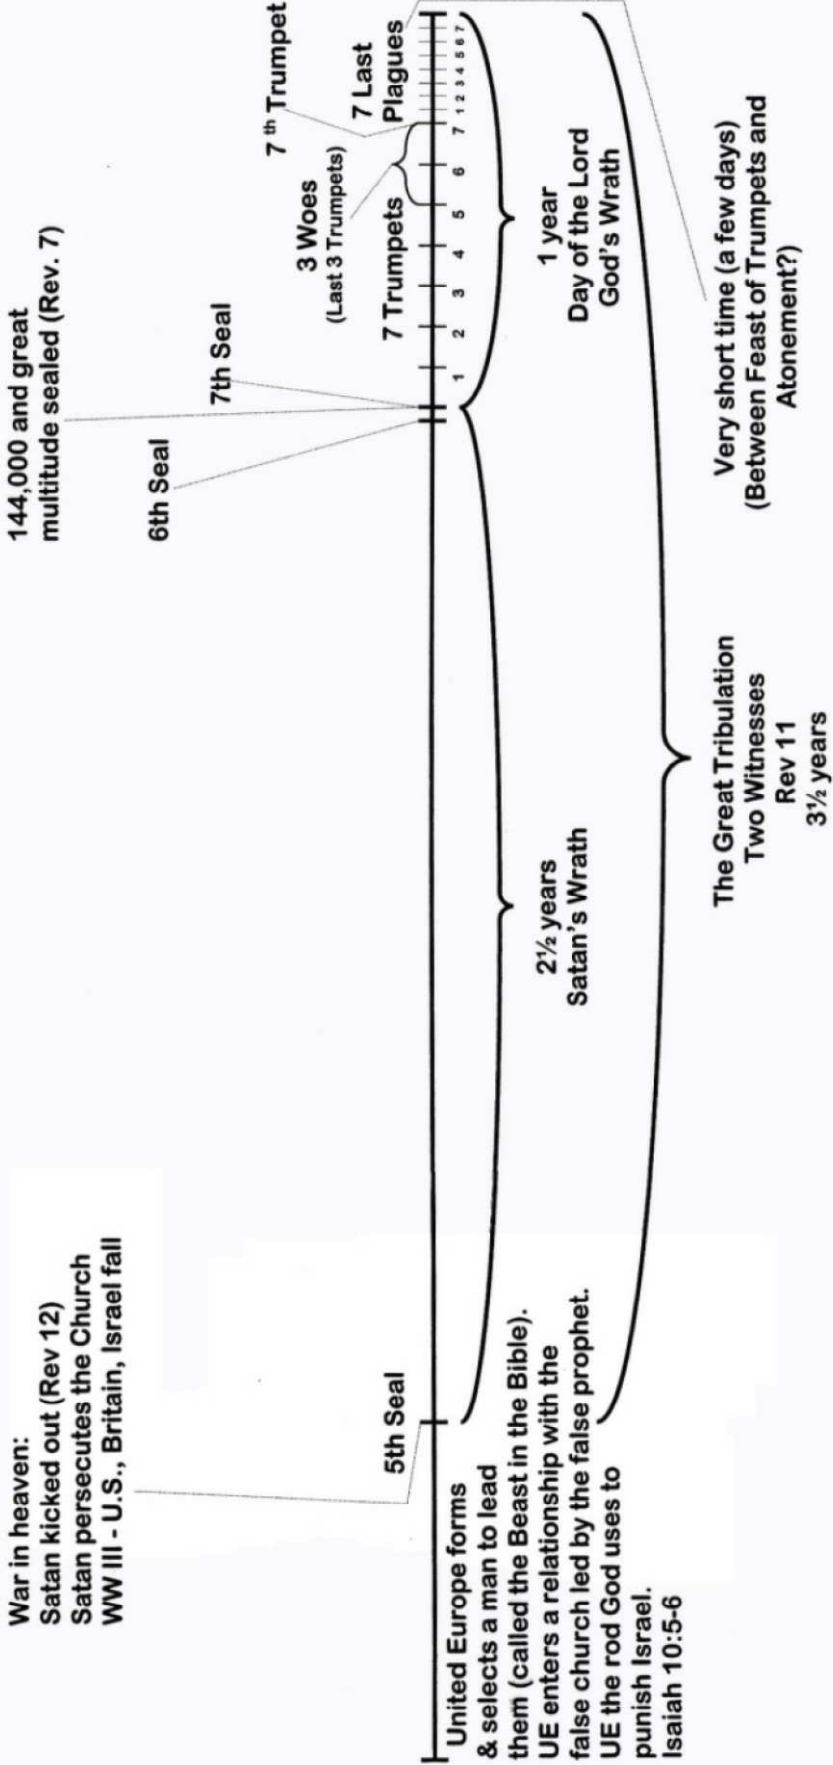 War in heaven:
Satan kicked out (Rev 12)
Satan persecutes the Church
WW III - U.S., Britain, Israel fall
144,000 and great
multitude sealed (Rev. 7)
6th Seal
7th Seal
7th Trumpet
3 Woes
(Last 3 Trumpets)
7 Last
Plagues
5th Seal
7 Trumpets
1 2 3 4 5 6 7
1 2 3 4 5 6 7
United Europe forms
& selects a man to lead
them (called the Beast in the Bible).
UE enters a relationship with the
false church led by the false prophet.
UE the rod God uses to
punish Israel.
Isaiah 10:5-6
2½ years
Satan's Wrath
1 year
Day of the Lord
God's Wrath
The Great Tribulation
Two Witnesses
Rev 11
3½ years
Very short time (a few days)
(Between Feast of Trumpets and
Atonement?)